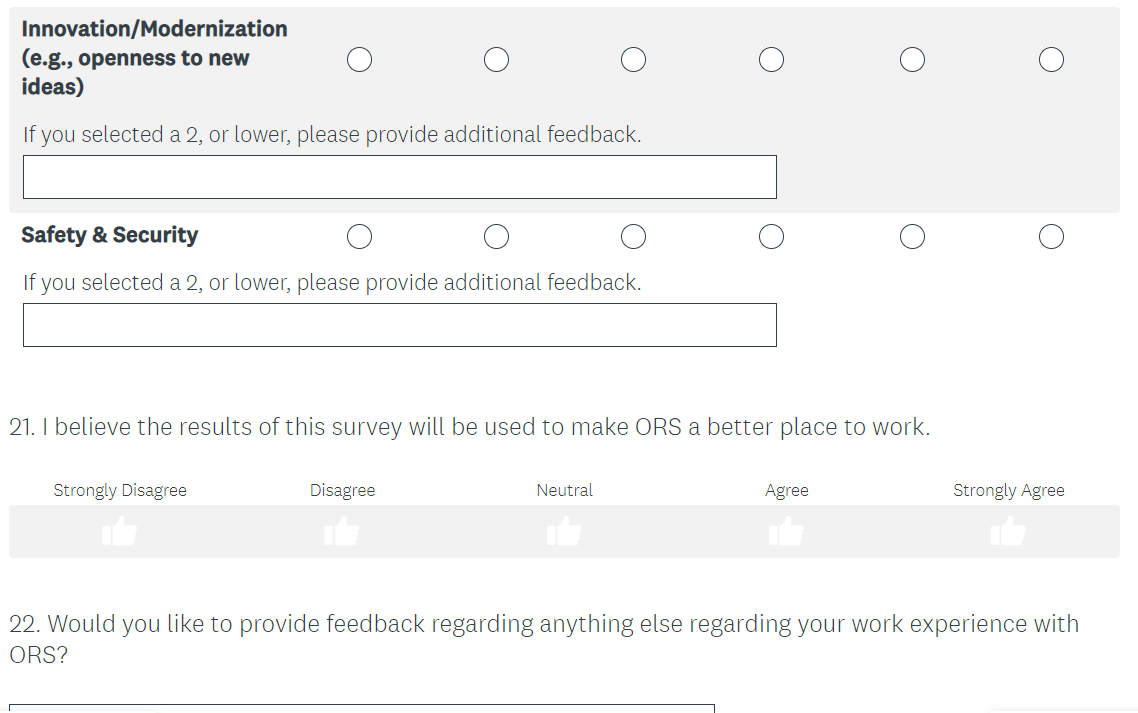 Innovation/Modernization
(e.g., openness to new
ideas)
If you selected a 2, or lower, please provide additional feedback.
Safety & Security
If you selected a 2, or lower, please provide additional feedback.
21. I believe the results of this survey will be used to make ORS a better place to work.
Strongly Disagree Disagree Neutral Agree Strongly Agree
22. Would you like to provide feedback regarding anything else regarding your work experience with
ORS?